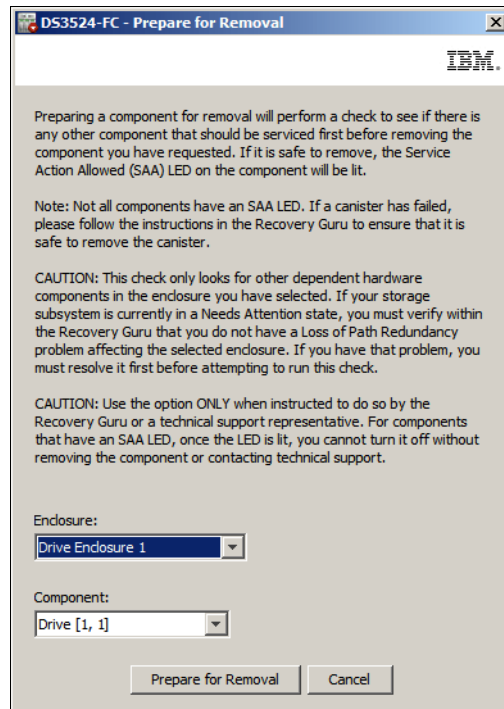 DS3524-FC - Prepare for Removal
IBM.
Preparing a component for removal will perform a check to see if there is
any other component that should be serviced first before removing the
component you have requested. If it is safe to remove, the Service
Action Allowed (SAA) LED on the component will be lit.
Note: Not all components have an SAA LED. If a canister has failed,
please follow the instructions in the Recovery Guru to ensure that it is
safe to remove the canister.
CAUTION: This check only looks for other dependent hardware
components in the enclosure you have selected. If your storage
subsystem is currently in a Needs Attention state, you must verify within
the Recovery Guru that you do not have a Loss of Path Redundancy
problem affecting the selected enclosure. If you have that problem, you
must resolve it first before attempting to run this check.
CAUTION: Use the option ONLY when instructed to do so by the
Recovery Guru or a technical support representative. For components
that have an SAA LED, once the LED is lit, you cannot turn it off without
removing the component or contacting technical support.
Enclosure:
Drive Enclosure 1
Component:
Drive [1, 1]
Prepare for Removal Cancel